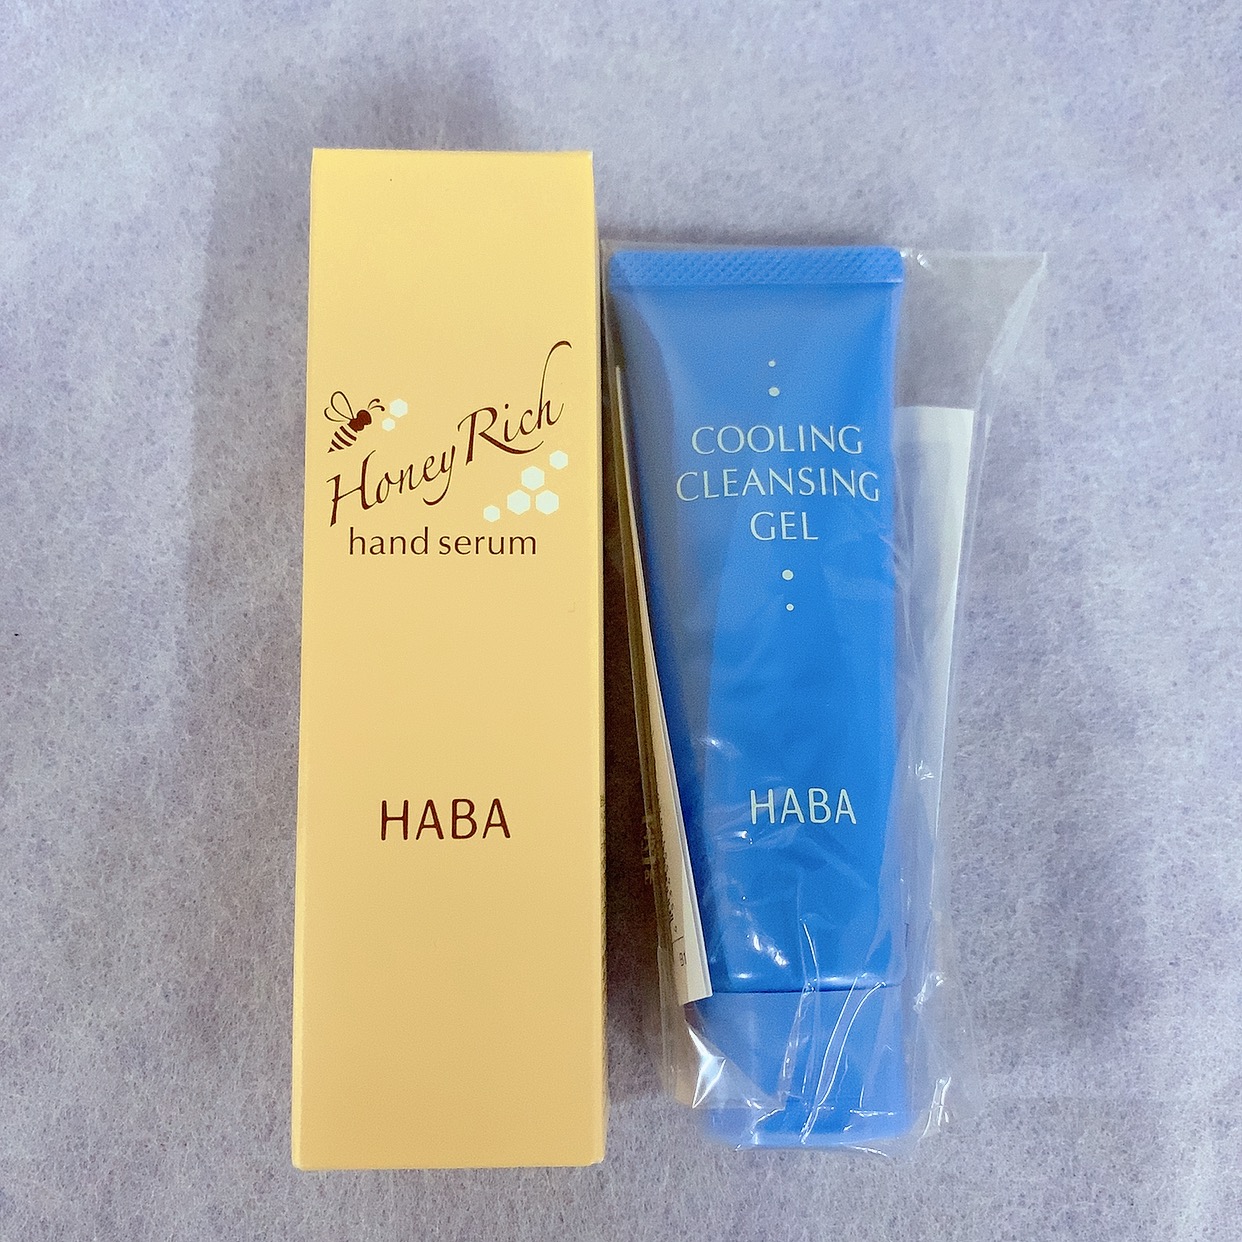 Honey Rich
hand serum
HABA
COOLING
CLEANSING
GEL
HABA